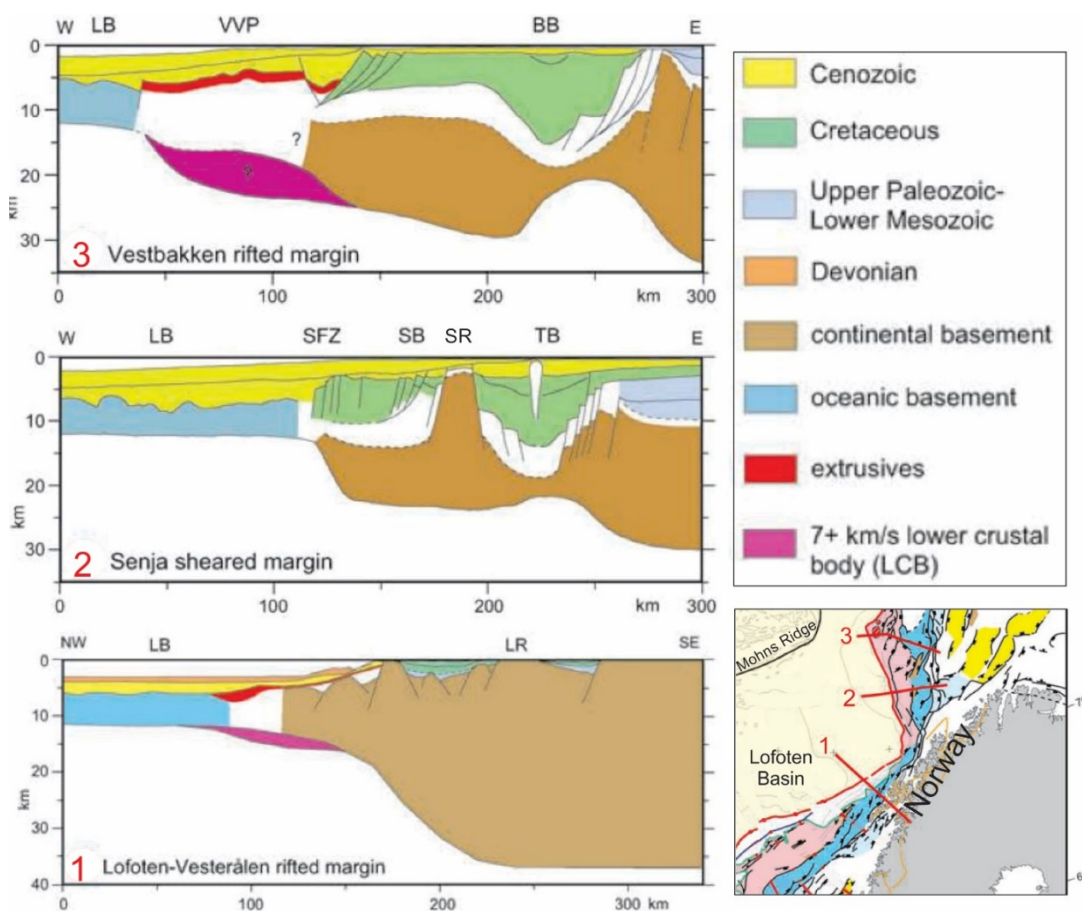 W LB VVP BB E
0
10
20
30
km
?
?
3 Vestbakken rifted margin
0 100 200 km 300
W LB SFZ SB SR TB E
0
10
20
30
km
2 Senja sheared margin
0 100 200 km 300
NW LB LR SE
0
10
20
30
40
km
1 Lofoten-Vesterålen rifted margin
0 100 200 300 km
Cenozoic
Cretaceous
Upper Paleozoic-
Lower Mesozoic
Devonian
continental basement
oceanic basement
extrusives
7+ km/s lower crustal
body (LCB)
Mohns Ridge
3
2
1
Lofoten
Basin
Norway